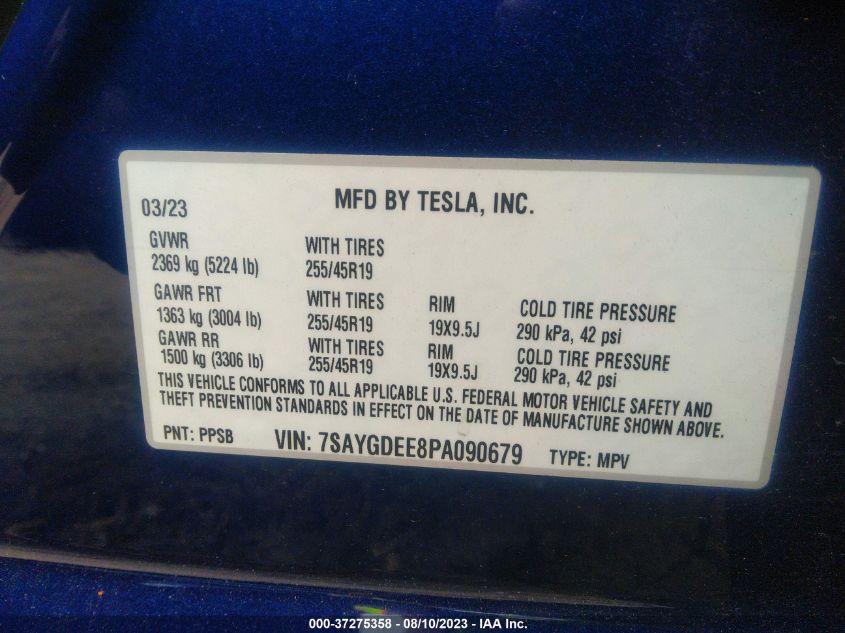 03/23 MFD BY TESLA, INC.
GVWR WITH TIRES
2369 kg (5224 lb) 255/45R19
GAWR FRT WITH TIRES RIM COLD TIRE PRESSURE
1363 kg (3004 lb) 255/45R19 19X9.5J 290 kPa, 42 psi
GAWR RR WITH TIRES RIM COLD TIRE PRESSURE
1500 kg (3306 lb) 255/45R19 19X9.5J 290 kPa, 42 psi
THIS VEHICLE CONFORMS TO ALL APPLICABLE U.S. FEDERAL MOTOR VEHICLE SAFETY AND
THEFT PREVENTION STANDARDS IN EFFECT ON THE DATE OF MANUFACTURE SHOWN ABOVE.
PNT: PPSB VIN: 7SAYGDEE8PA090679 TYPE: MPV
000-37275358 - 08/10/2023 - IAA Inc.